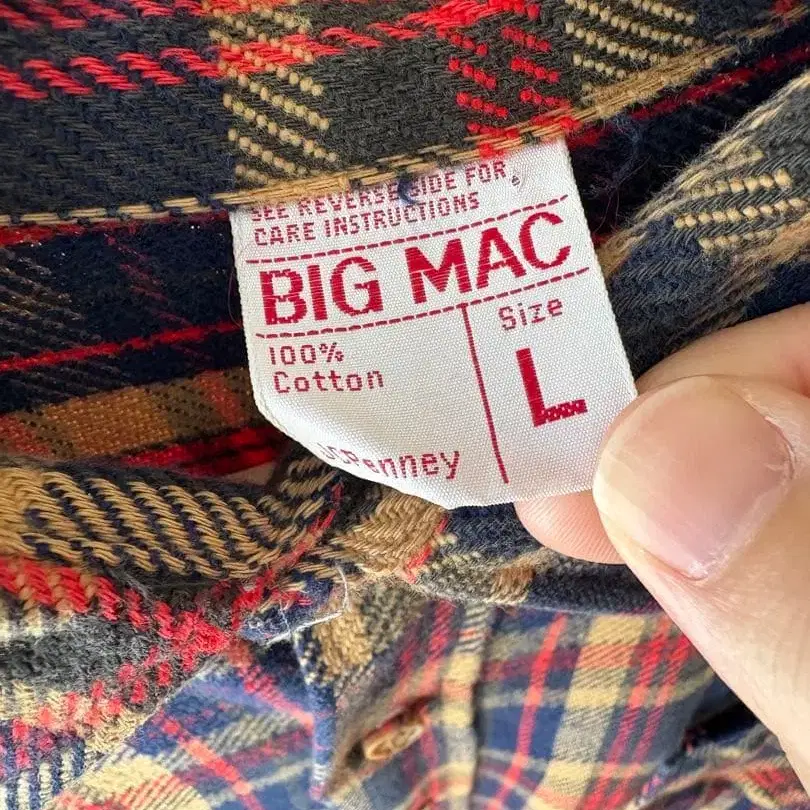 SEE REVERSE SIDE FOR
CARE INSTRUCTIONS
BIG MAC
100%
Cotton
Size
L
JCPenney